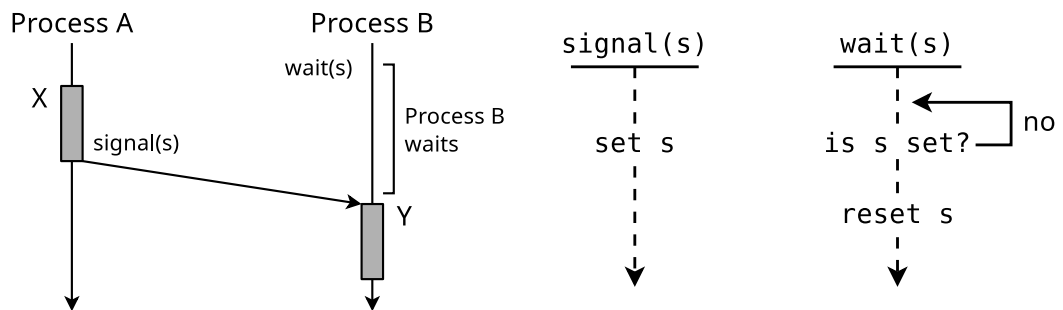 Process A
Process B
X
signal(s)
wait(s)
Process B
waits
Y
signal(s)
set s
wait(s)
is s set?
no
reset s